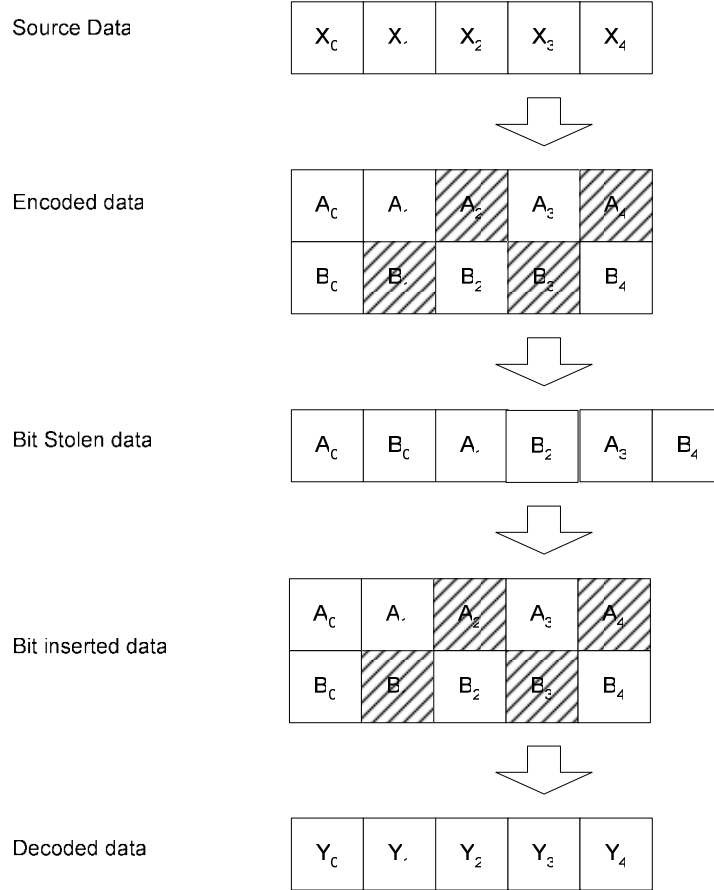 Source Data
X₀ X₁ X₂ X₃ X₄
Encoded data
A₀ A₁ A₂ A₃ A₄
B₀ B₁ B₂ B₃ B₄
Bit Stolen data
A₀ B₀ A₁ B₂ A₃ B₄
Bit inserted data
A₀ A₁ A₂ A₃ A₄
B₀ B B₂ B₃ B₄
Decoded data
Y₀ Y₁ Y₂ Y₃ Y₄